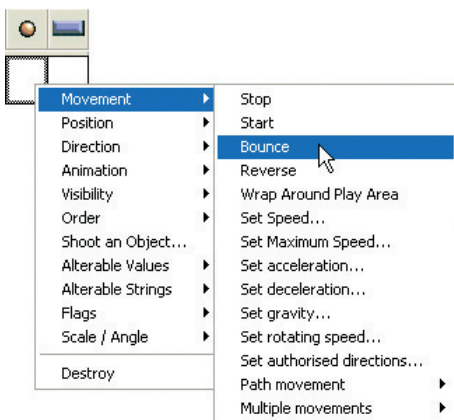 Movement
Position
Direction
Animation
Visibility
Order
Shoot an Object...
Alterable Values
Alterable Strings
Flags
Scale / Angle
Destroy
Stop
Start
Bounce
Reverse
Wrap Around Play Area
Set Speed...
Set Maximum Speed...
Set acceleration...
Set deceleration...
Set gravity...
Set rotating speed...
Set authorised directions...
Path movement
Multiple movements